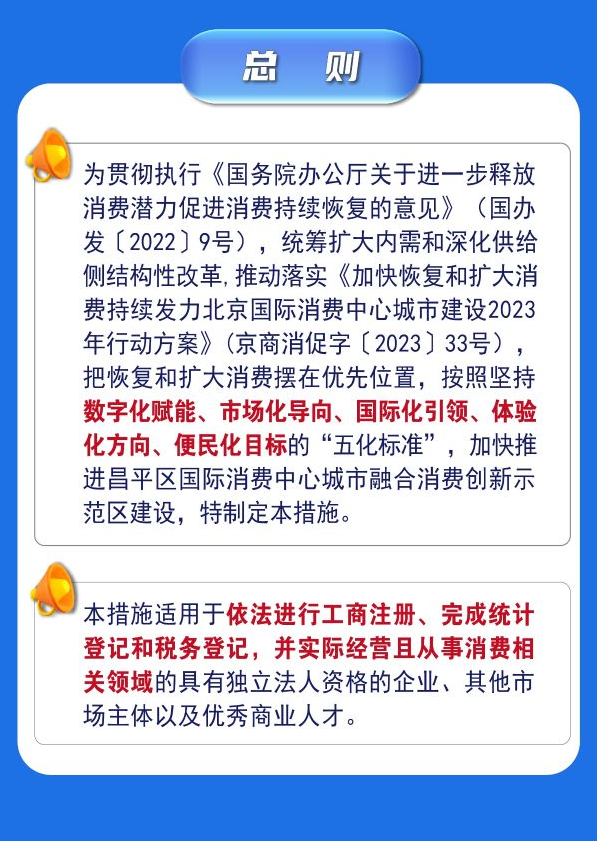 总 则
为贯彻执行《国务院办公厅关于进一步释放
消费潜力促进消费持续恢复的意见》（国办
发〔2022〕9号），统筹扩大内需和深化供给
侧结构性改革,推动落实《加快恢复和扩大消
费持续发力北京国际消费中心城市建设2023
年行动方案》(京商消促字〔2023〕33号），
把恢复和扩大消费摆在优先位置，按照坚持
数字化赋能、市场化导向、国际化引领、体验
化方向、便民化目标的“五化标准”，加快推
进昌平区国际消费中心城市融合消费创新示
范区建设，特制定本措施。
本措施适用于依法进行工商注册、完成统计
登记和税务登记，并实际经营且从事消费相
关领域的具有独立法人资格的企业、其他市
场主体以及优秀商业人才。